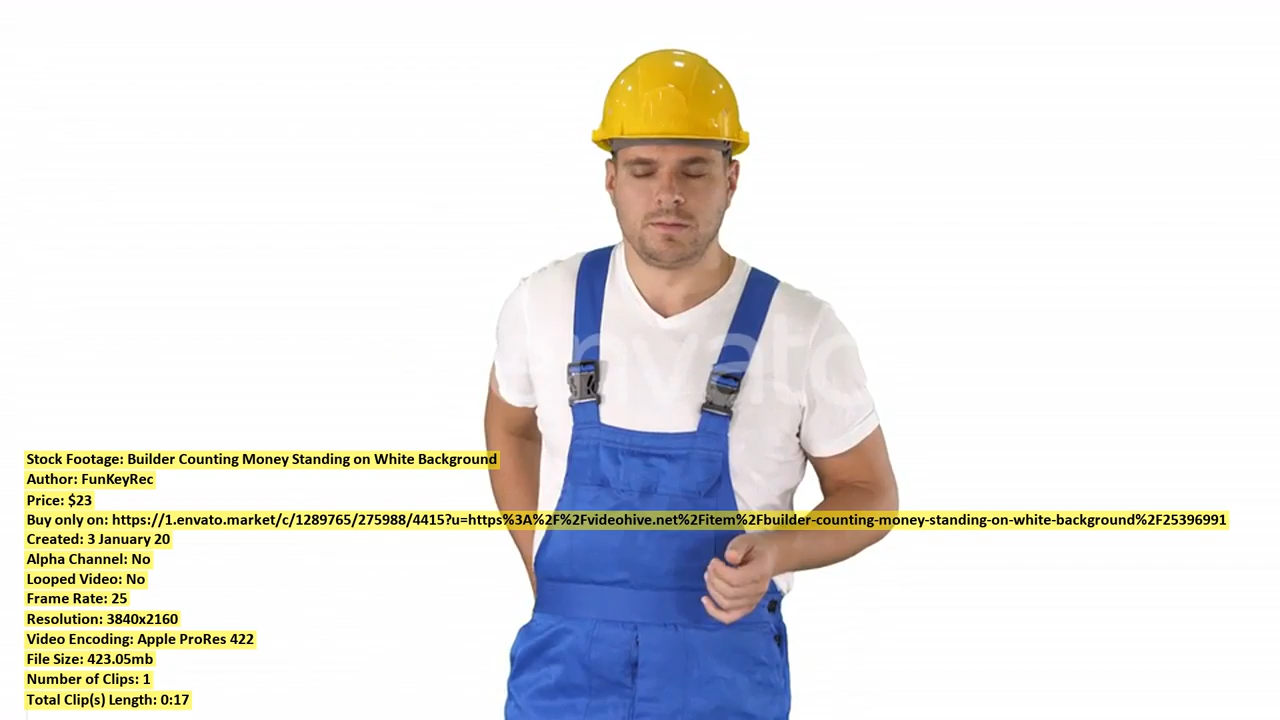 envato
Stock Footage: Builder Counting Money Standing on White Background
Author: FunKeyRec
Price: $23
Buy only on: https://1.envato.market/c/1289765/275988/4415?u=https%3A%2F%2Fvideohive.net%2Fitem%2Fbuilder-counting-money-standing-on-white-background%2F25396991
Created: 3 January 20
Alpha Channel: No
Looped Video: No
Frame Rate: 25
Resolution: 3840x2160
Video Encoding: Apple ProRes 422
File Size: 423.05mb
Number of Clips: 1
Total Clip(s) Length: 0:17